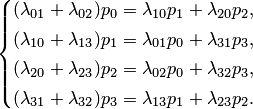 (λ₀₁ + λ₀₂)p₀ = λ₁₀p₁ + λ₂₀p₂,
(λ₁₀ + λ₁₃)p₁ = λ₀₁p₀ + λ₃₁p₃,
(λ₂₀ + λ₂₃)p₂ = λ₀₂p₀ + λ₃₂p₃,
(λ₃₁ + λ₃₂)p₃ = λ₁₃p₁ + λ₂₃p₂.